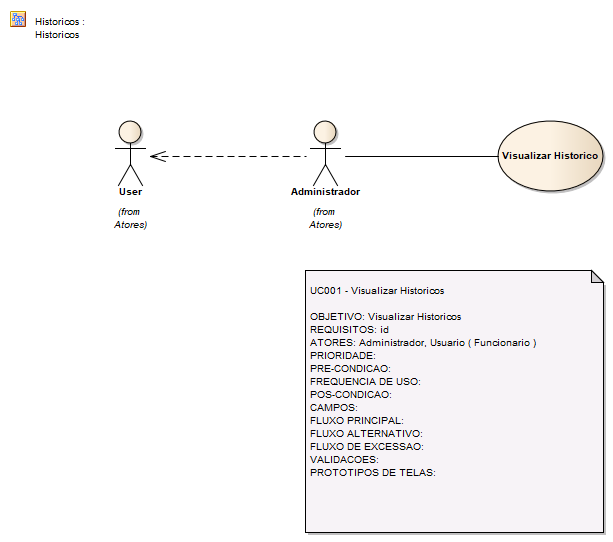 Historicos :
Historicos
User
(from
Atores)
Administrador
(from
Atores)
Visualizar Historico
UC001 - Visualizar Historicos
OBJETIVO: Visualizar Historicos
REQUISITOS: id
ATORES: Administrador, Usuario ( Funcionario )
PRIORIDADE:
PRE-CONDICAO:
FREQUENCIA DE USO:
POS-CONDICAO:
CAMPOS:
FLUXO PRINCIPAL:
FLUXO ALTERNATIVO:
FLUXO DE EXCESSAO:
VALIDACOES:
PROTOTIPOS DE TELAS: